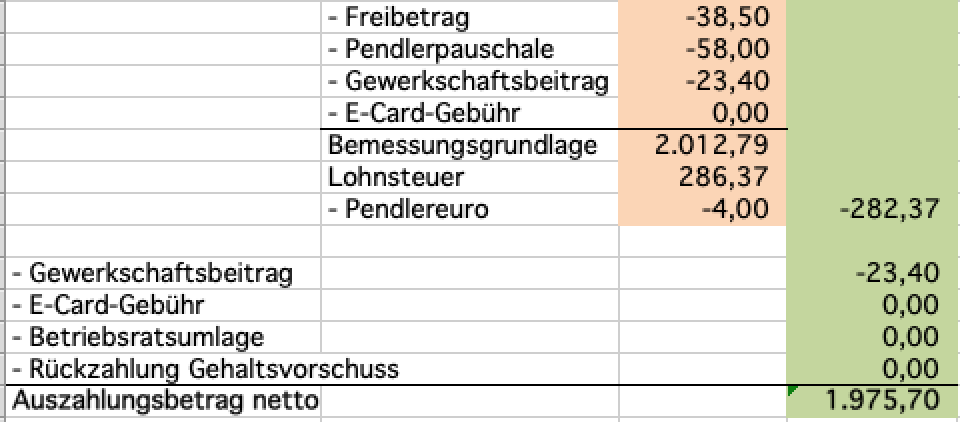 - Freibetrag -38,50
- Pendlerpauschale -58,00
- Gewerkschaftsbeitrag -23,40
- E-Card-Gebühr 0,00
Bemessungsgrundlage 2.012,79
Lohnsteuer 286,37
- Pendlereuro -4,00 -282,37
- Gewerkschaftsbeitrag -23,40
- E-Card-Gebühr 0,00
- Betriebsratsumlage 0,00
- Rückzahlung Gehaltsvorschuss 0,00
Auszahlungsbetrag netto 1.975,70